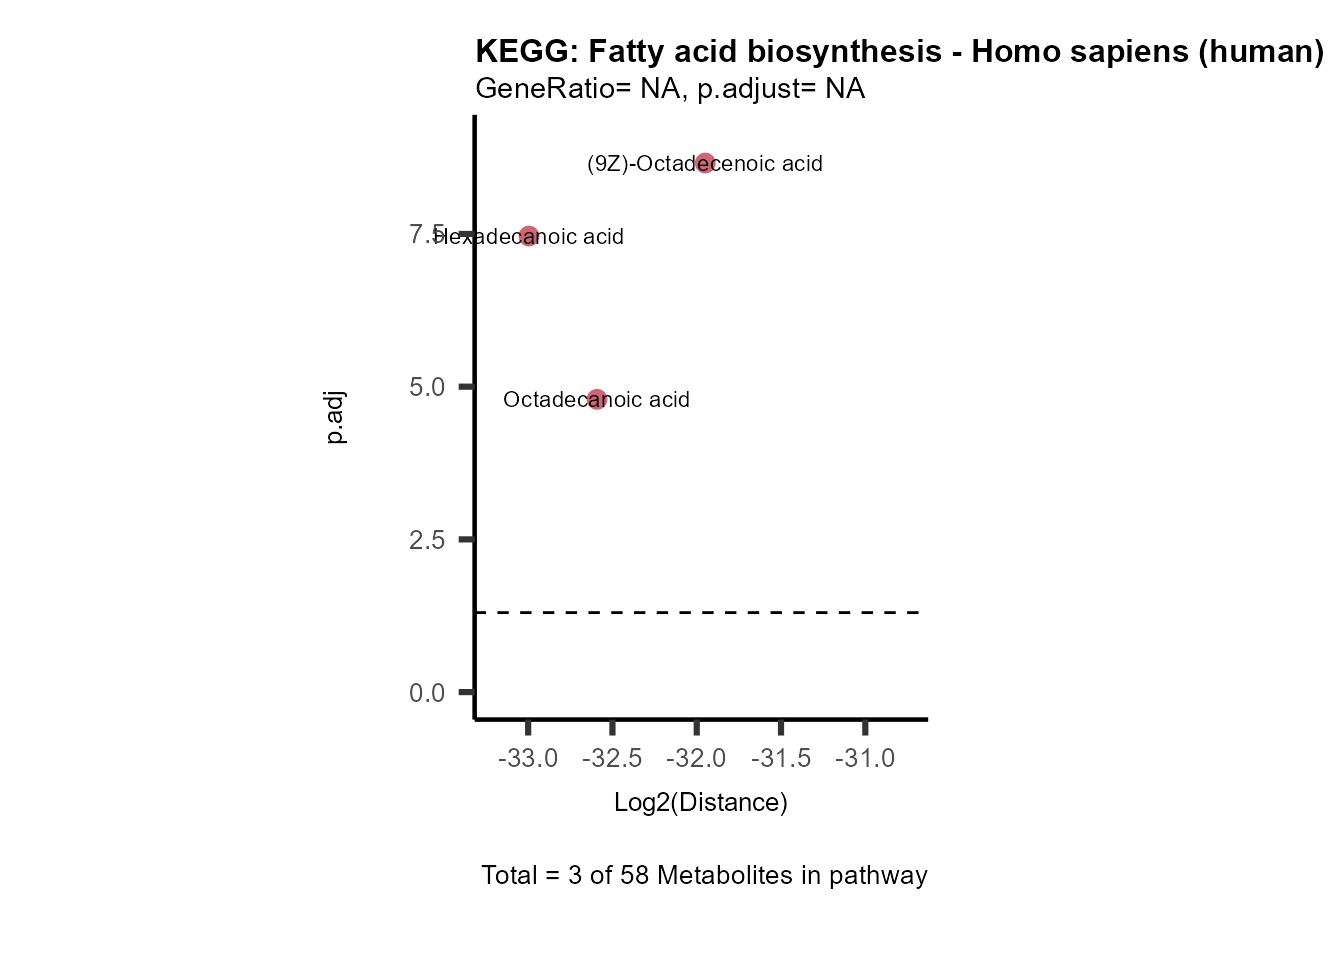 KEGG: Fatty acid biosynthesis - Homo sapiens (human)
GeneRatio= NA, p.adjust= NA
(9Z)-Octadecenoic acid
7.5
Hexadecanoic acid
5.0
Octadecanoic acid
p.adj
2.5
0.0
-33.0 -32.5 -32.0 -31.5 -31.0
Log2(Distance)
Total = 3 of 58 Metabolites in pathway